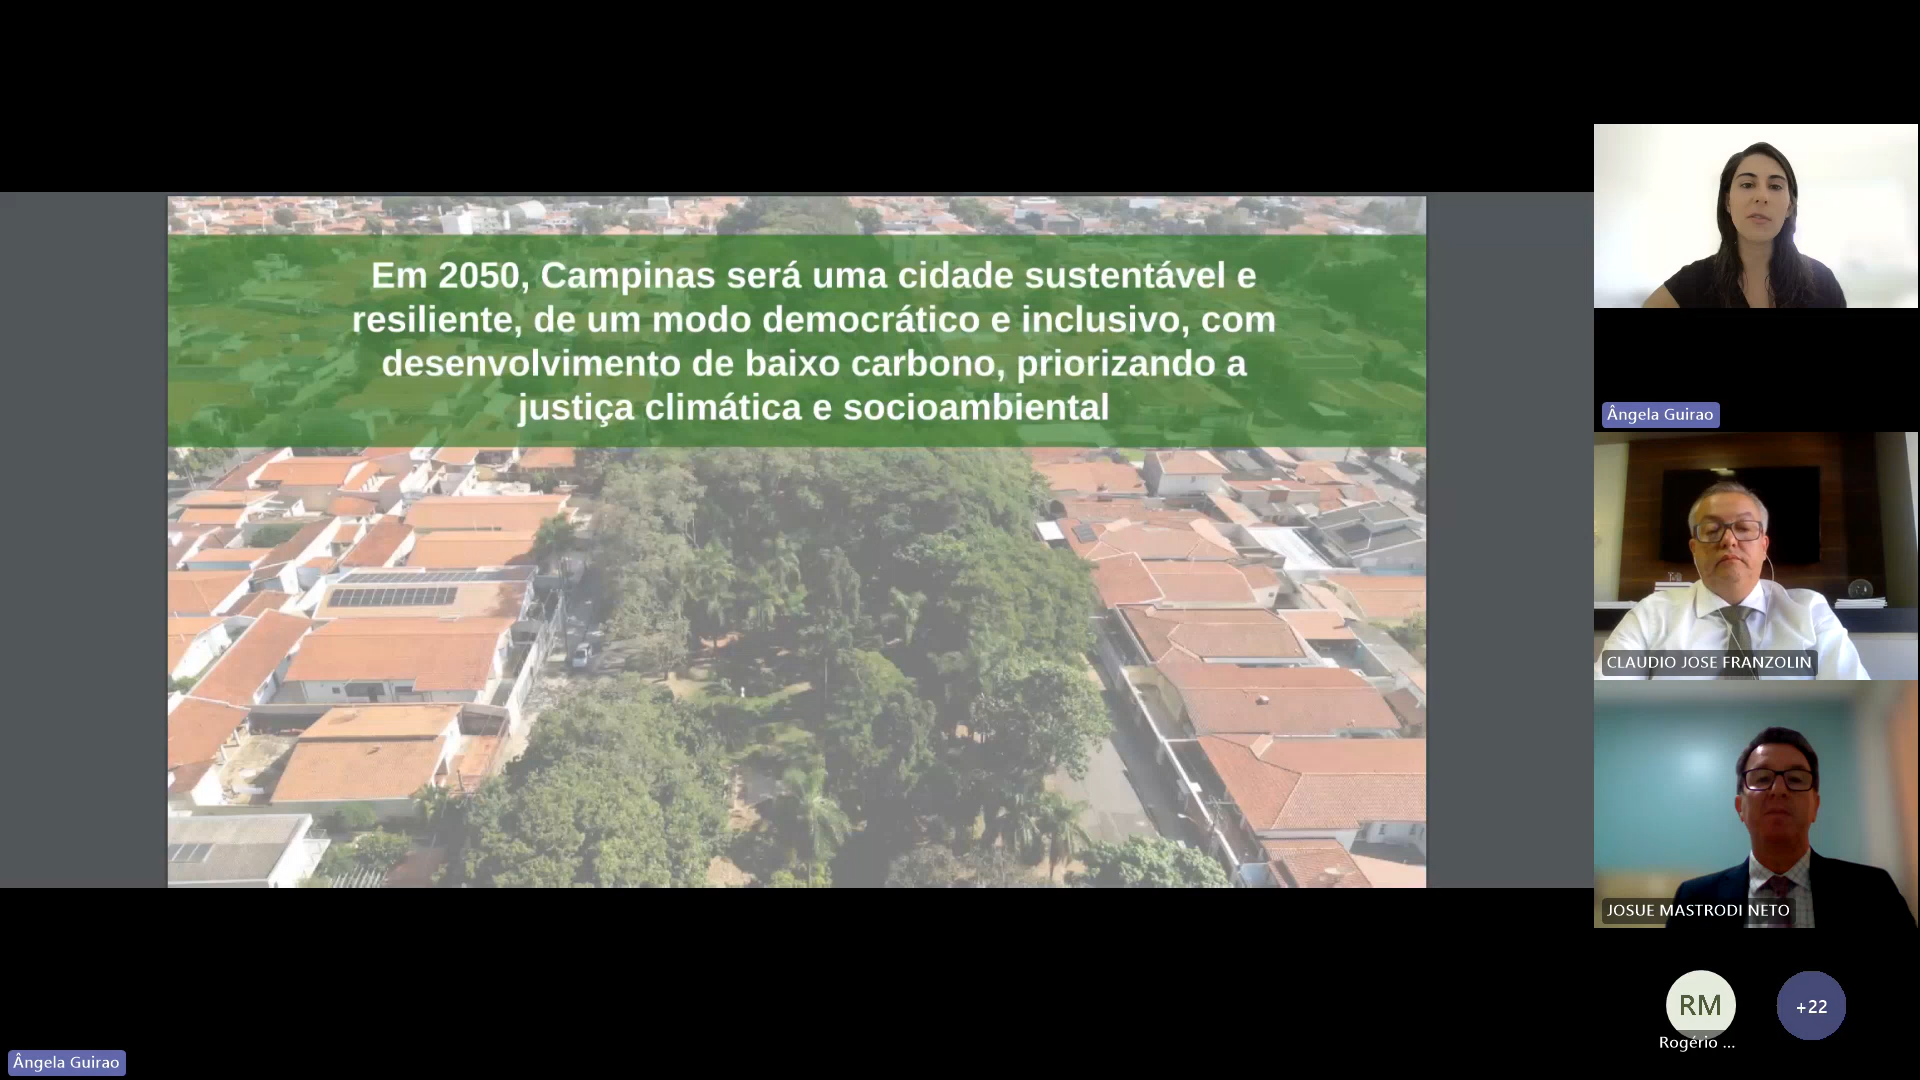 Em 2050, Campinas será uma cidade sustentável e
resiliente, de um modo democrático e inclusivo, com
desenvolvimento de baixo carbono, priorizando a
justiça climática e socioambiental
Ângela Guirao
CLAUDIO JOSE FRANZOLIN
JOSUE MASTRODI NETO
RM
+22
Rogério ...
Ângela Guirao